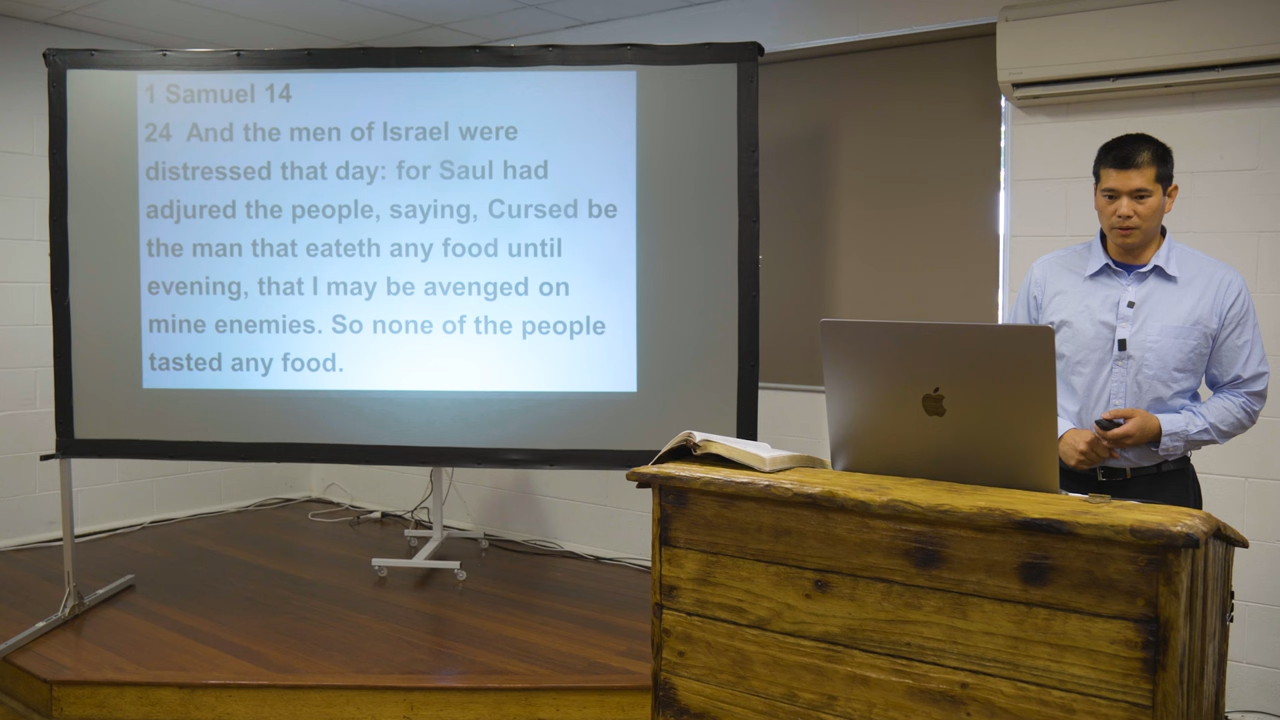 1 Samuel 14
24 And the men of Israel were
distressed that day: for Saul had
adjured the people, saying, Cursed be
the man that eateth any food until
evening, that I may be avenged on
mine enemies. So none of the people
tasted any food.